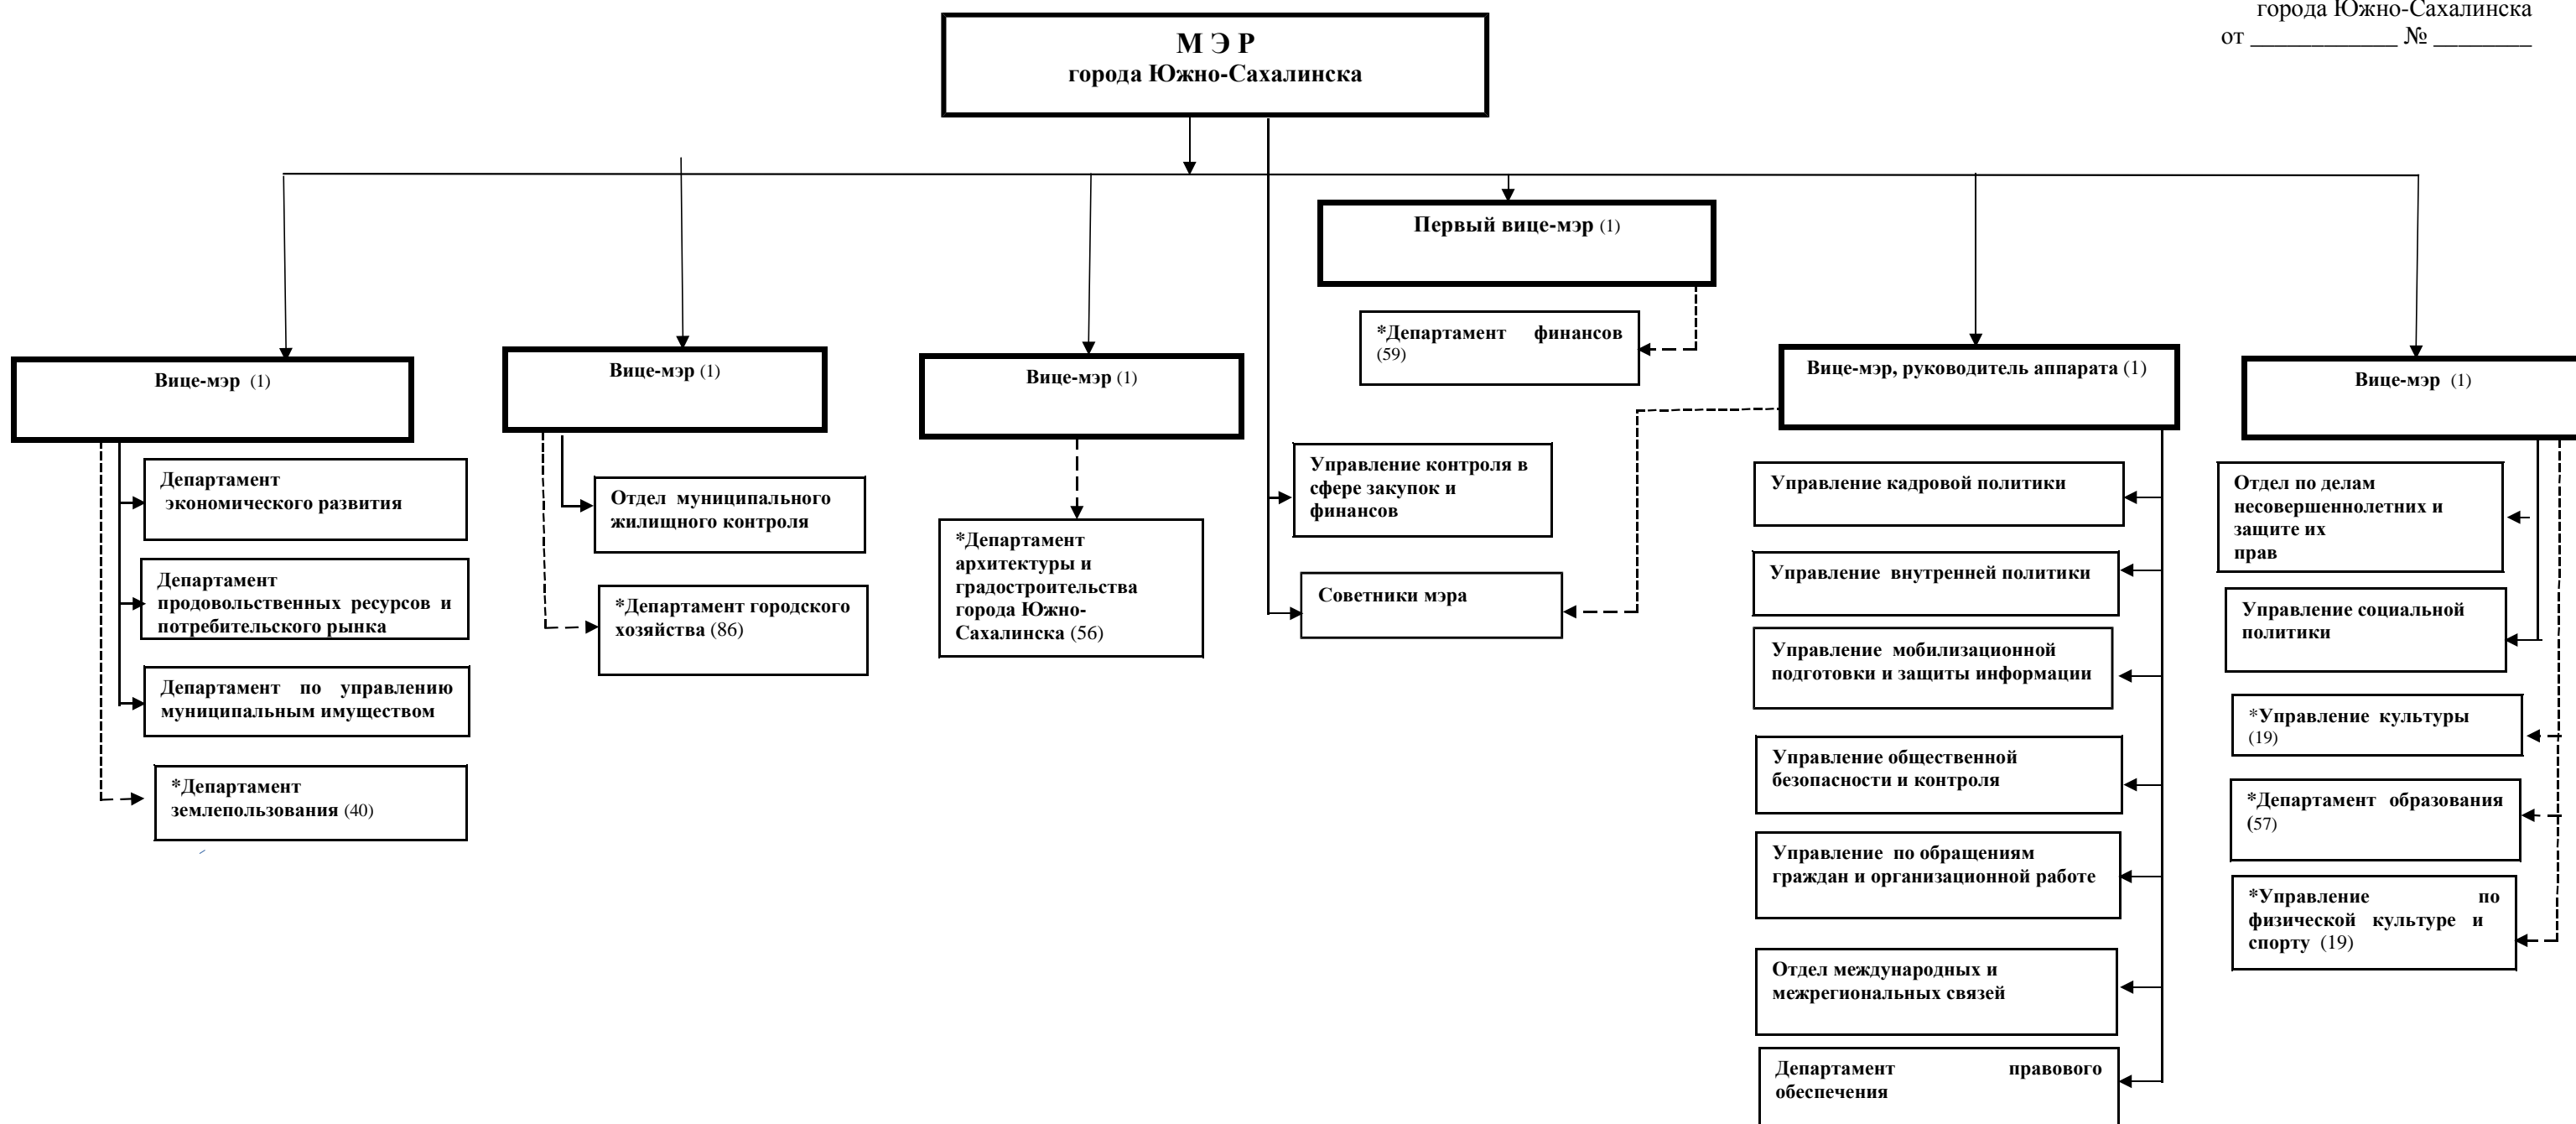 города Южно-Сахалинска
от ____________ № ________
М Э Р
города Южно-Сахалинска
Первый вице-мэр (1)
*Департамент финансов
(59)
Вице-мэр (1)
Департамент
экономического развития
Департамент
продовольственных ресурсов и
потребительского рынка
Департамент по управлению
муниципальным имуществом
*Департамент
землепользования (40)
Вице-мэр (1)
Отдел муниципального
жилищного контроля
*Департамент городского
хозяйства (86)
Вице-мэр (1)
*Департамент
архитектуры и
градостроительства
города Южно-
Сахалинска (56)
Управление контроля в
сфере закупок и
финансов
Советники мэра
Вице-мэр, руководитель аппарата (1)
Управление кадровой политики
Управление внутренней политики
Управление мобилизационной
подготовки и защиты информации
Управление общественной
безопасности и контроля
Управление по обращениям
граждан и организационной работе
Отдел международных и
межрегиональных связей
Департамент правового
обеспечения
Вице-мэр (1)
Отдел по делам
несовершеннолетних и
защите их
прав
Управление социальной
политики
*Управление культуры
(19)
*Департамент образования
(57)
*Управление по
физической культуре и
спорту (19)